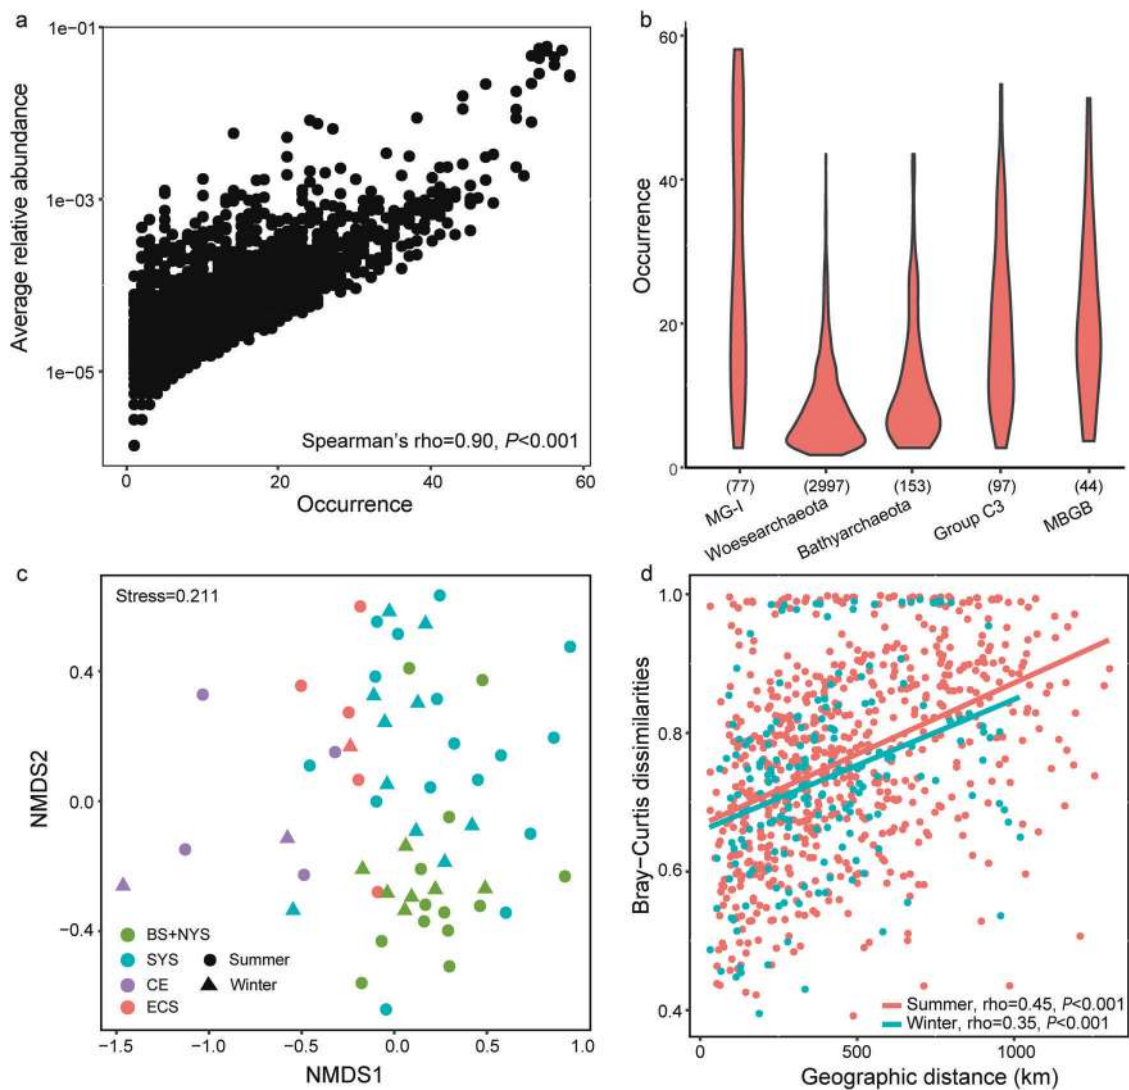 a
1e−01
1e−03
1e−05
Average relative abundance
Spearman's rho=0.90, P<0.001
0
20
40
60
Occurrence
b
60
40
20
0
Occurrence
(77)
(2997)
(153)
(97)
(44)
MG-I
Woesearchaeota
Bathyarchaeota
Group C3
MBGB
c
Stress=0.211
0.4
0.0
−0.4
NMDS2
BS+NYS
SYS
CE
ECS
Summer
Winter
−1.5
−1.0
−0.5
0.0
0.5
1.0
NMDS1
d
1.0
0.8
0.6
0.4
Bray−Curtis dissimilarities
Summer, rho=0.45, P<0.001
Winter, rho=0.35, P<0.001
0
500
1000
Geographic distance (km)